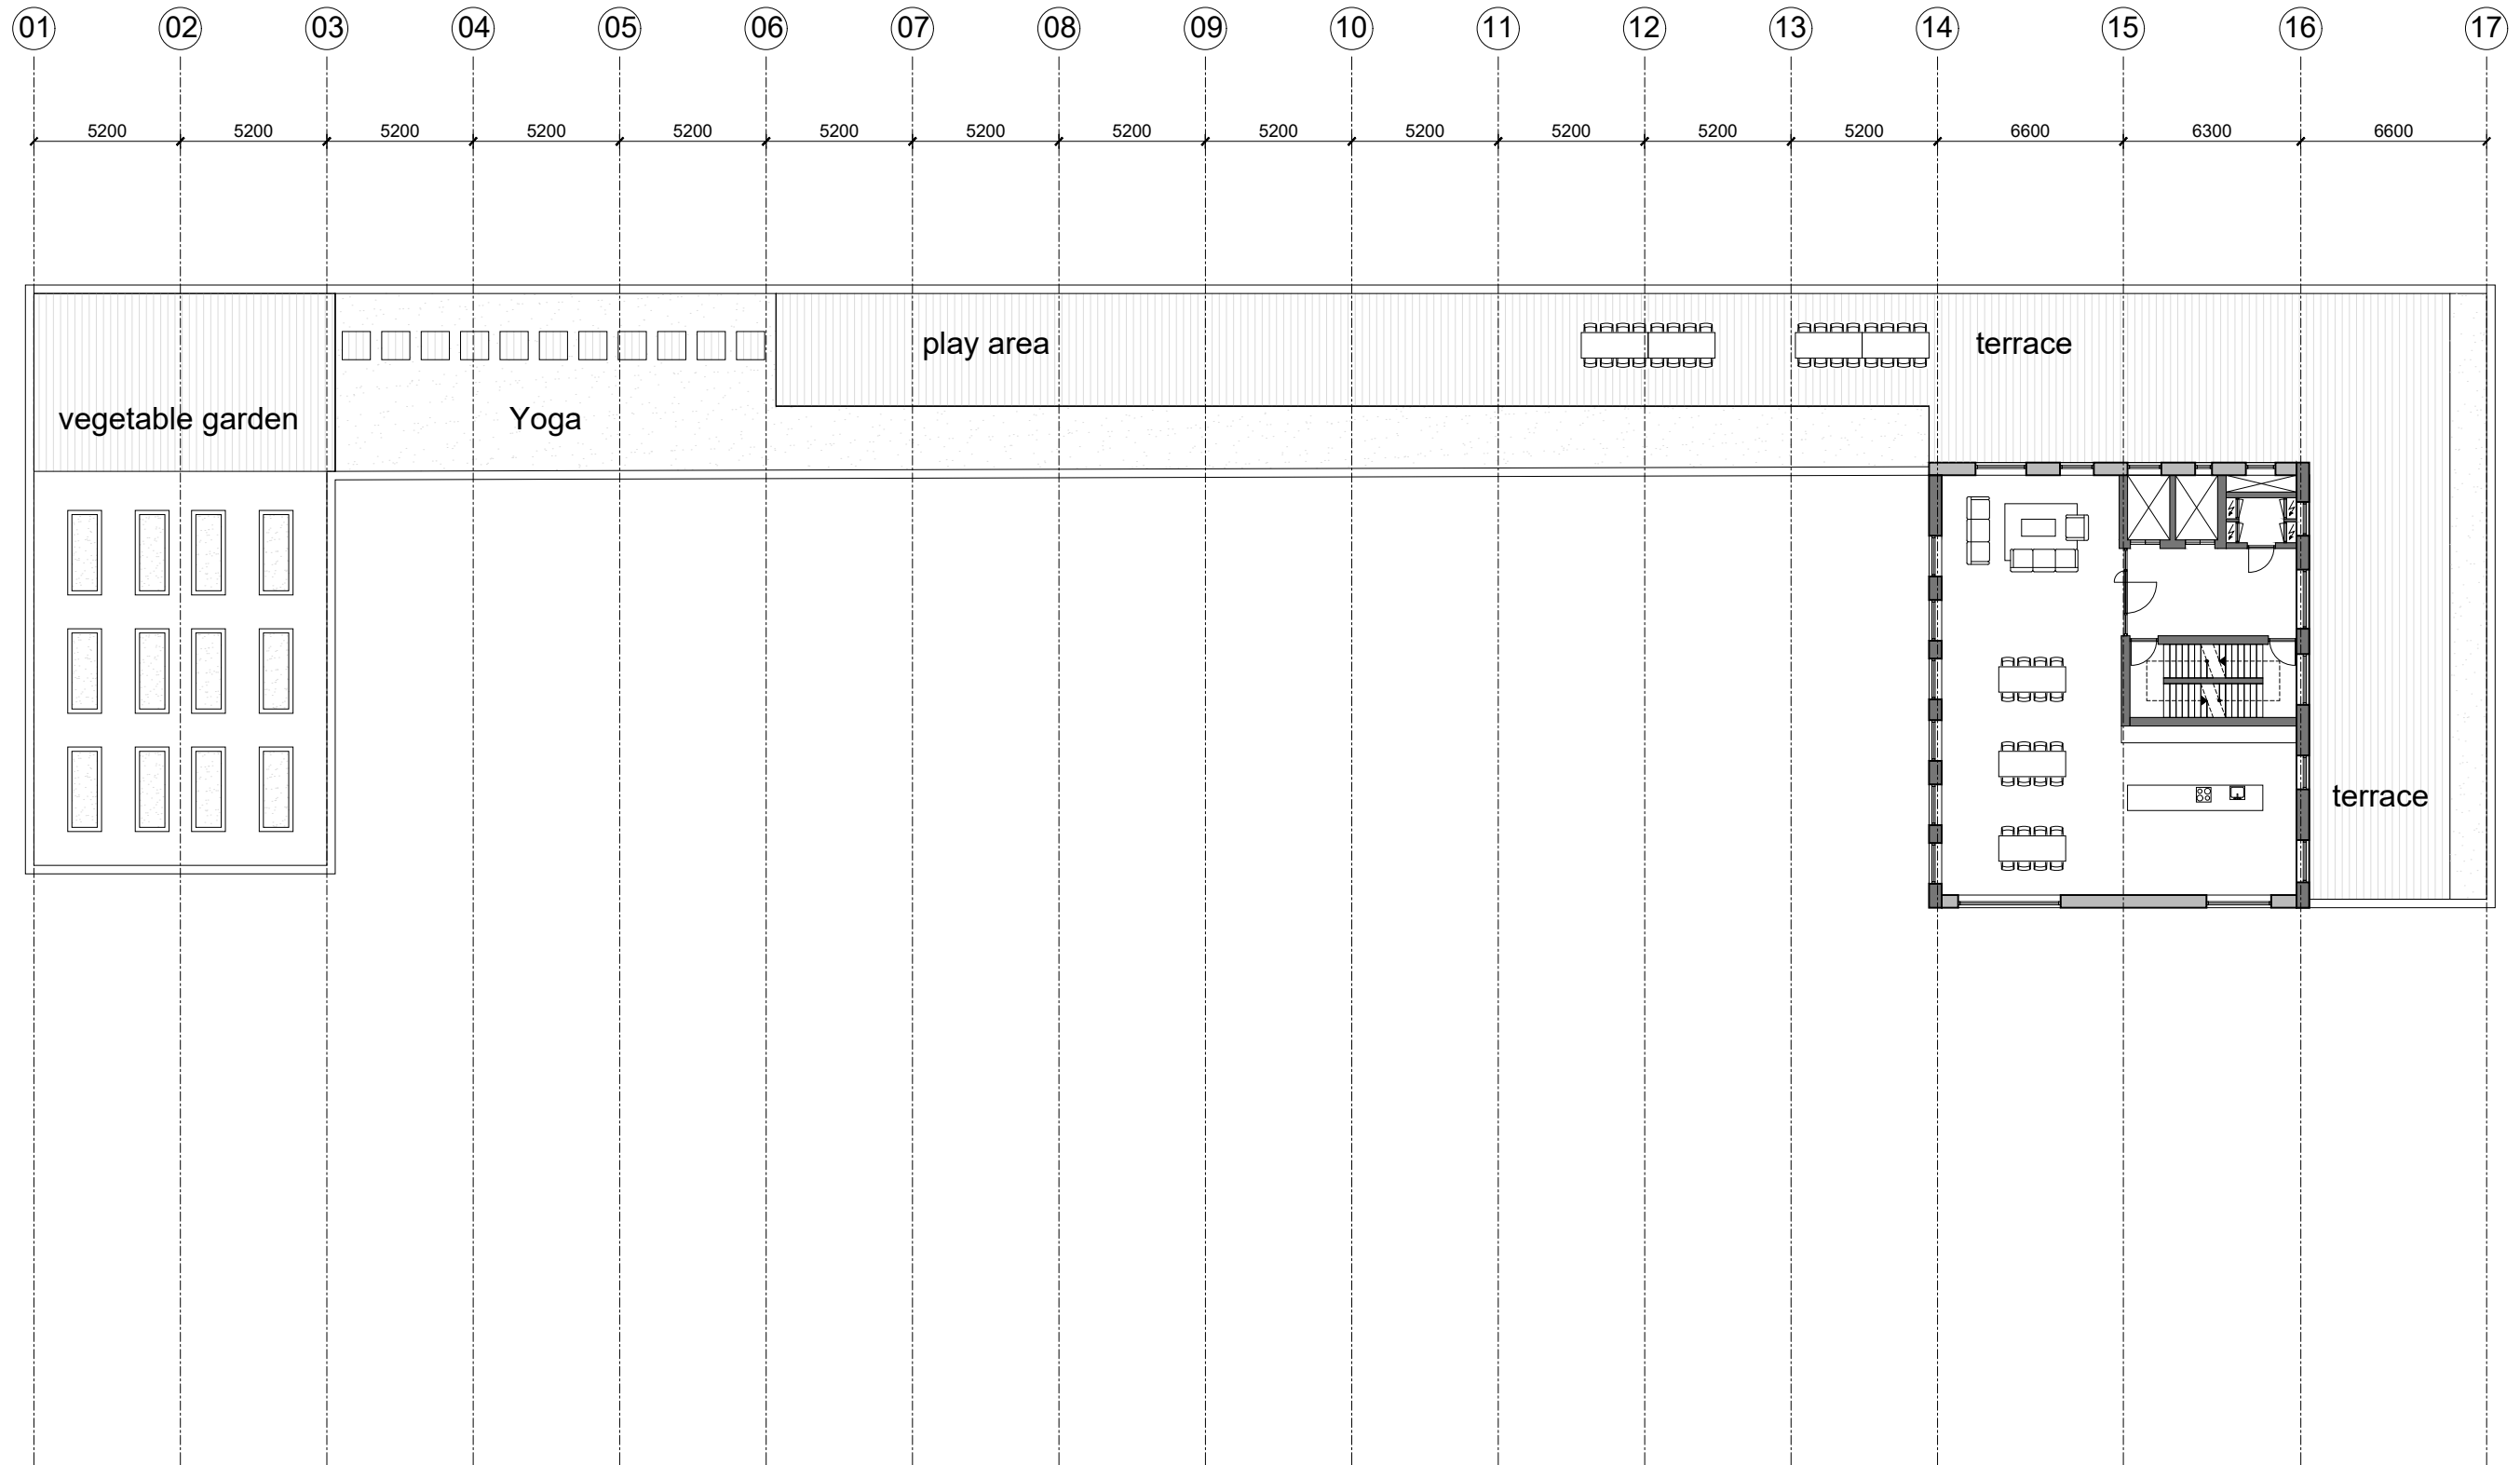 01 02 03 04 05 06 07 08 09 10 11 12 13 14 15 16 17
5200 5200 5200 5200 5200 5200 5200 5200 5200 5200 5200 5200 5200 6600 6300 6600
play area terrace
vegetable garden Yoga
terrace